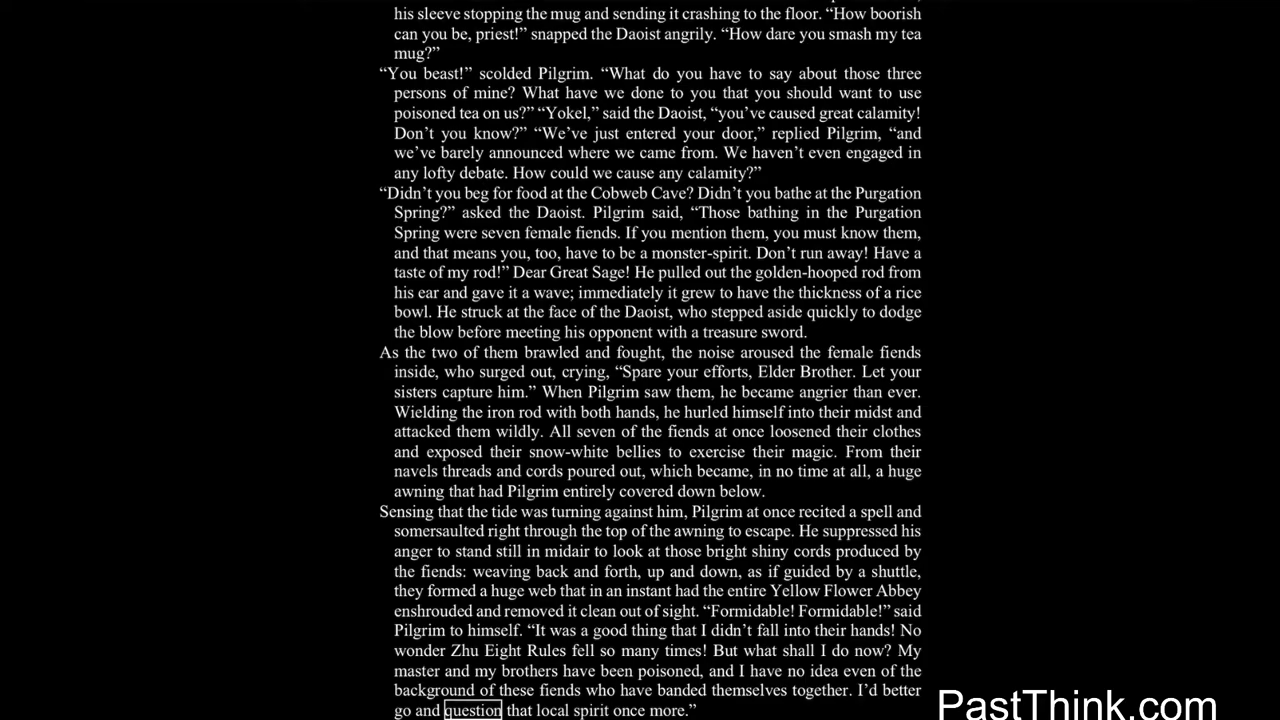 his sleeve stopping the mug and sending it crashing to the floor. “How boorish
can you be, priest!” snapped the Daoist angrily. “How dare you smash my tea
mug?”
“You beast!” scolded Pilgrim. “What do you have to say about those three
persons of mine? What have we done to you that you should want to use
poisoned tea on us?” “Yokel,” said the Daoist, “you’ve caused great calamity!
Don’t you know?” “We’ve just entered your door,” replied Pilgrim, “and
we’ve barely announced where we came from. We haven’t even engaged in
any lofty debate. How could we cause any calamity?”
“Didn’t you beg for food at the Cobweb Cave? Didn’t you bathe at the Purgation
Spring?” asked the Daoist. Pilgrim said, “Those bathing in the Purgation
Spring were seven female fiends. If you mention them, you must know them,
and that means you, too, have to be a monster-spirit. Don’t run away! Have a
taste of my rod!” Dear Great Sage! He pulled out the golden-hooped rod from
his ear and gave it a wave; immediately it grew to have the thickness of a rice
bowl. He struck at the face of the Daoist, who stepped aside quickly to dodge
the blow before meeting his opponent with a treasure sword.
As the two of them brawled and fought, the noise aroused the female fiends
inside, who surged out, crying, “Spare your efforts, Elder Brother. Let your
sisters capture him.” When Pilgrim saw them, he became angrier than ever.
Wielding the iron rod with both hands, he hurled himself into their midst and
attacked them wildly. All seven of the fiends at once loosened their clothes
and exposed their snow-white bellies to exercise their magic. From their
navels threads and cords poured out, which became, in no time at all, a huge
awning that had Pilgrim entirely covered down below.
Sensing that the tide was turning against him, Pilgrim at once recited a spell and
somersaulted right through the top of the awning to escape. He suppressed his
anger to stand still in midair to look at those bright shiny cords produced by
the fiends: weaving back and forth, up and down, as if guided by a shuttle,
they formed a huge web that in an instant had the entire Yellow Flower Abbey
enshrouded and removed it clean out of sight. “Formidable! Formidable!” said
Pilgrim to himself. “It was a good thing that I didn’t fall into their hands! No
wonder Zhu Eight Rules fell so many times! But what shall I do now? My
master and my brothers have been poisoned, and I have no idea even of the
background of these fiends who have banded themselves together. I’d better
go and question that local spirit once more.”
PastThink.com